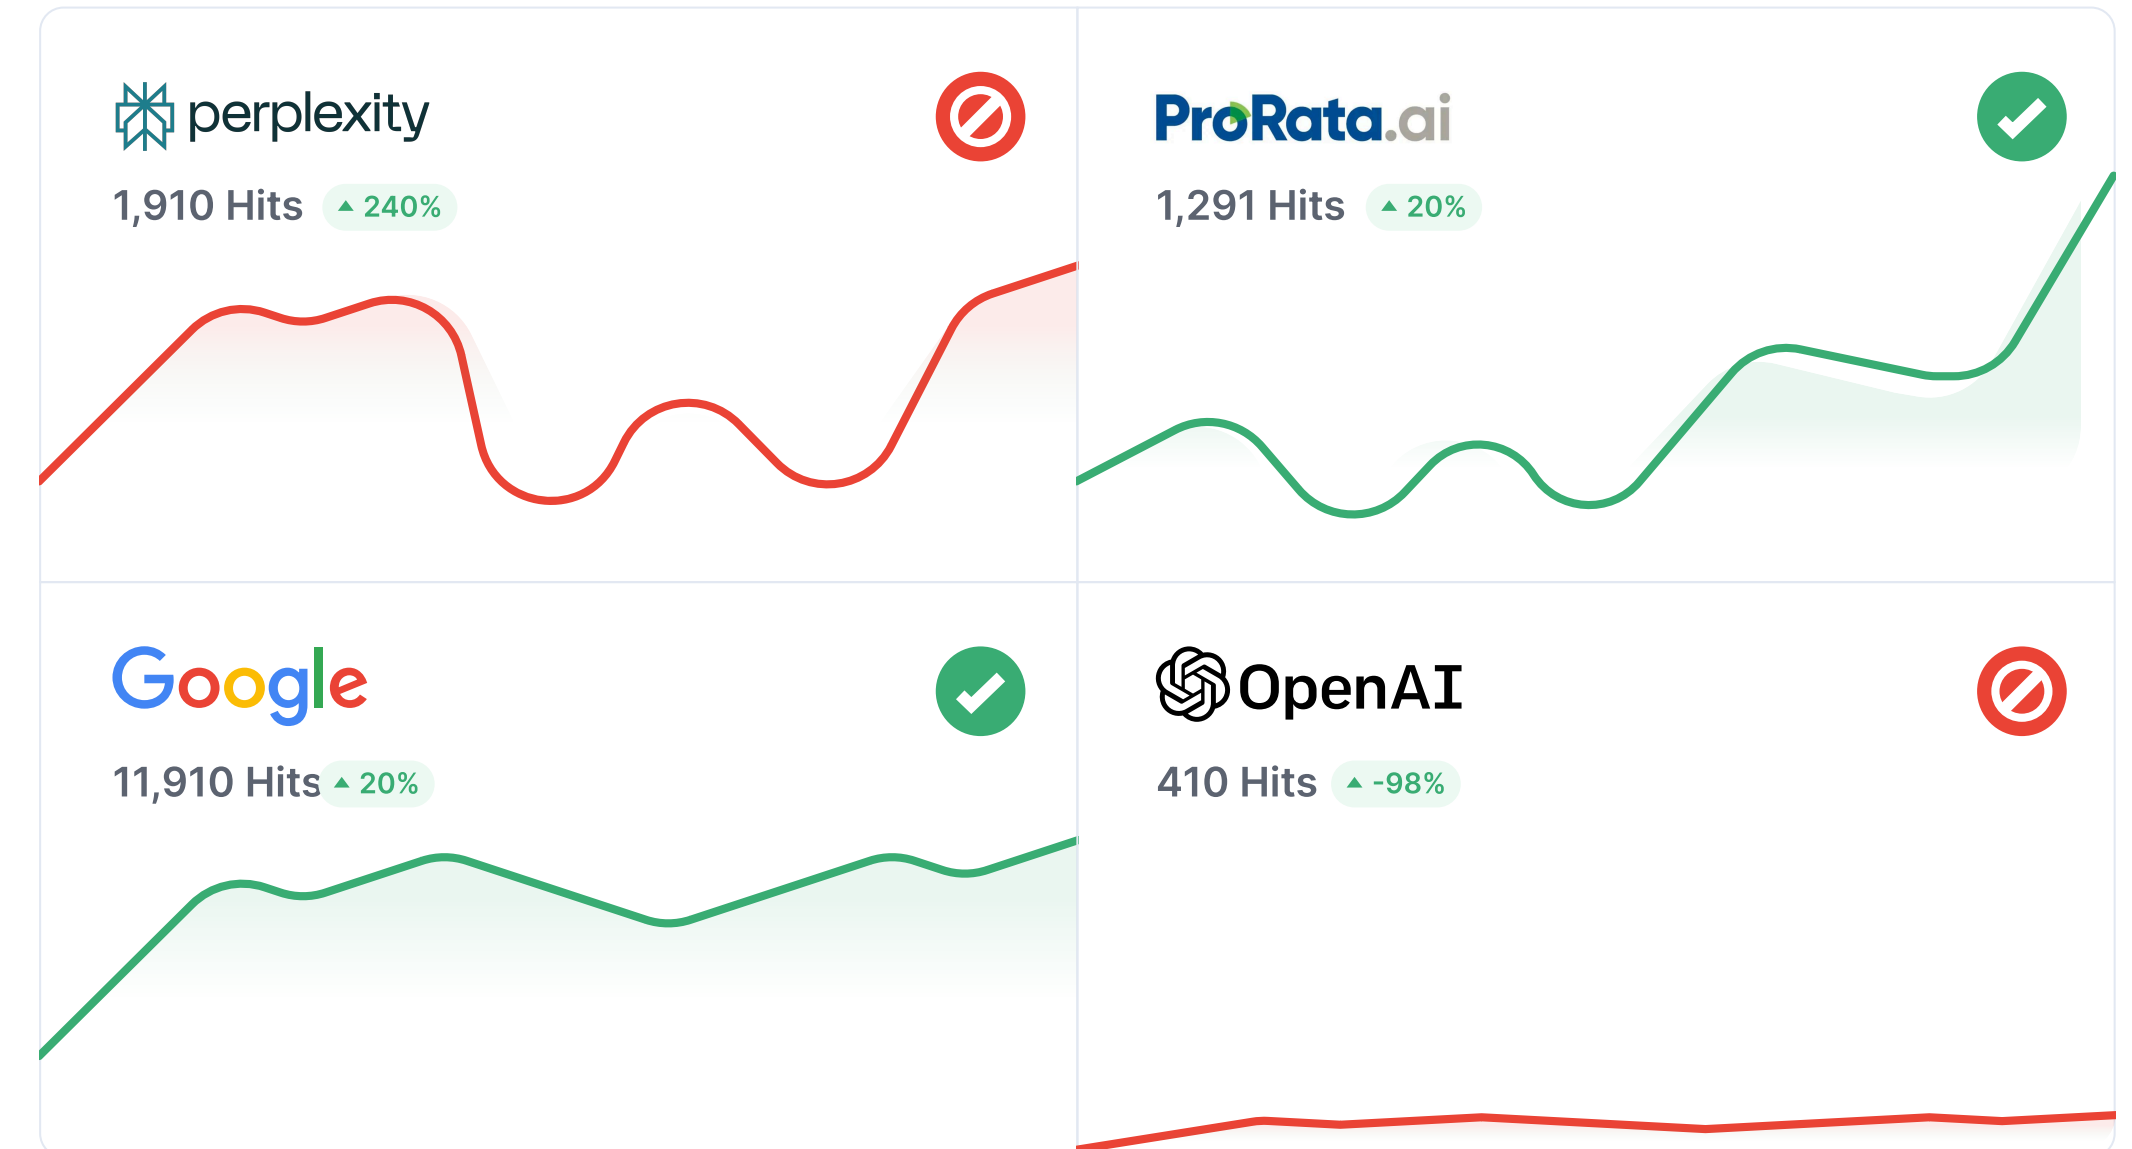 perplexity
1,910 Hits 240%
ProRata.ai
1,291 Hits 20%
Google
11,910 Hits 20%
OpenAI
410 Hits -98%